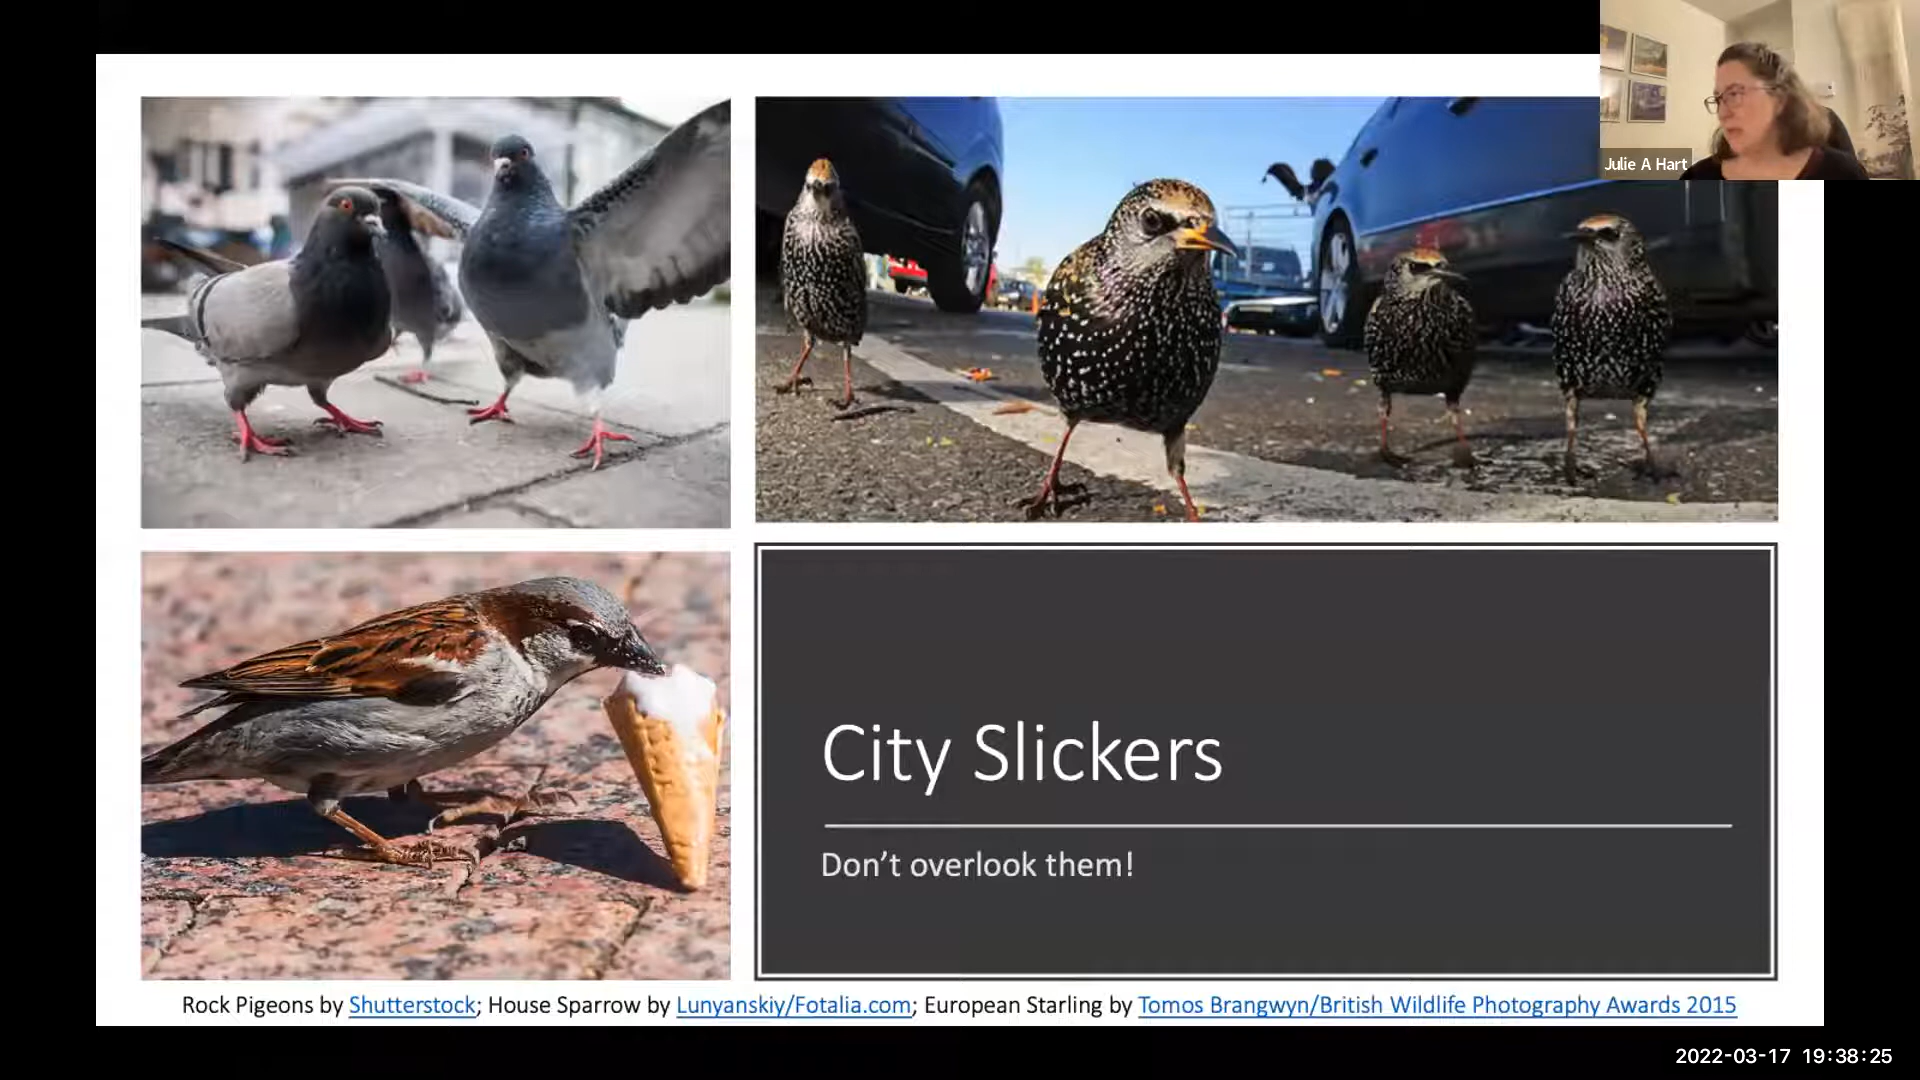 Julie A Hart
City Slickers
Don’t overlook them!
Rock Pigeons by Shutterstock; House Sparrow by Lunyanskiy/Fotalia.com; European Starling by Tomos Brangwyn/British Wildlife Photography Awards 2015
2022-03-17 19:38:25